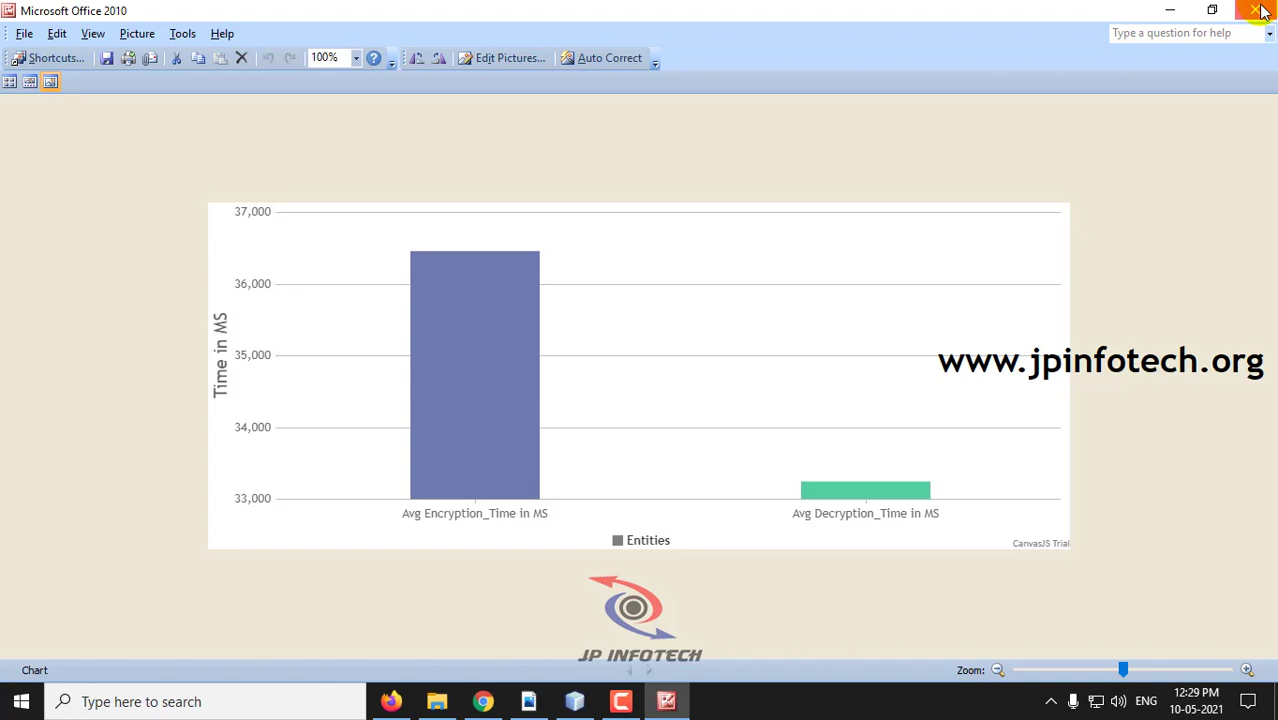 Microsoft Office 2010
File Edit View Picture Tools Help
Type a question for help
Shortcuts... 100% Edit Pictures... Auto Correct
37,000
36,000
35,000
34,000
33,000
Time in MS
www.jpinfotech.org
Avg Encryption_Time in MS Avg Decryption_Time in MS
Entities
CanvasJS Trial
JP INFOTECH
Chart Zoom:
Type here to search
ENG
12:29 PM
10-05-2021